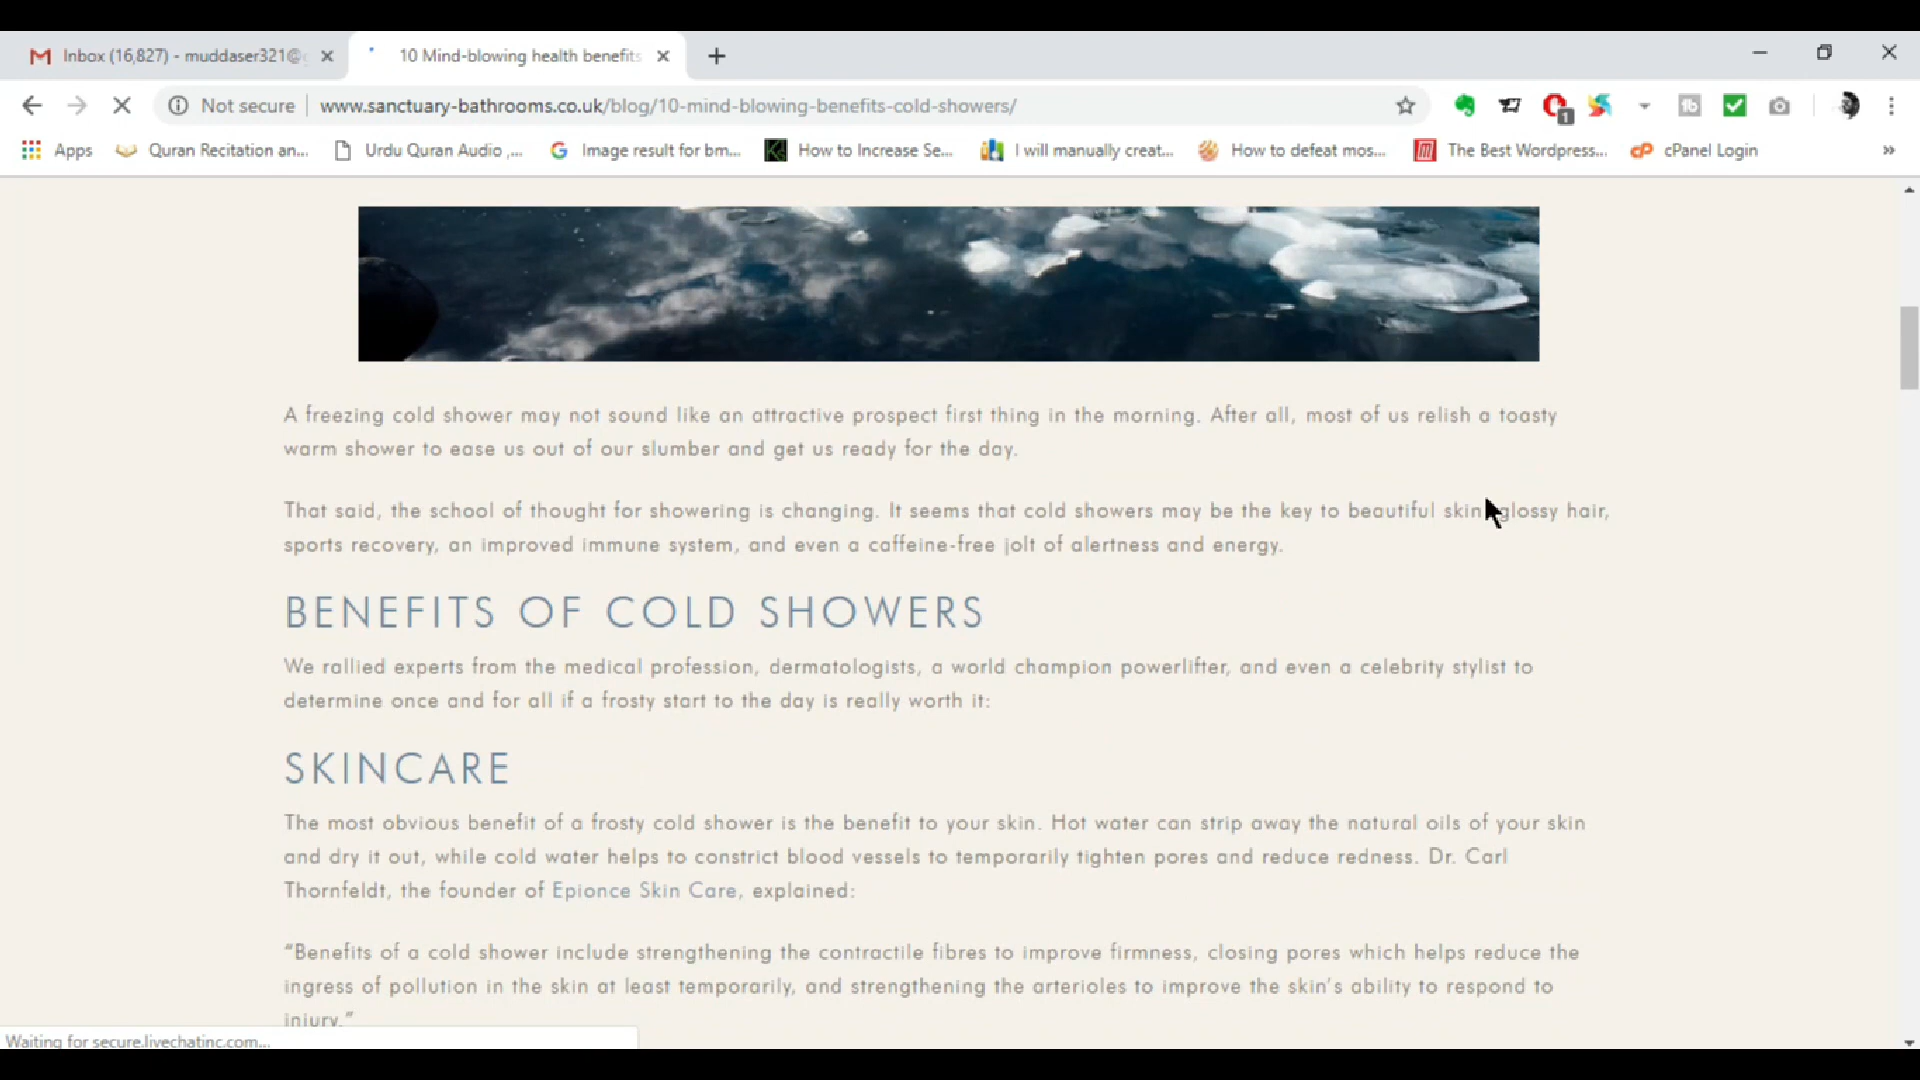 Inbox (16,827) - muddaser321@
10 Mind-blowing health benefits
Not secure
www.sanctuary-bathrooms.co.uk/blog/10-mind-blowing-benefits-cold-showers/
1
Apps
Quran Recitation an...
Urdu Quran Audio ,...
Image result for bm...
How to Increase Se...
I will manually creat...
How to defeat mos...
The Best Wordpress...
cPanel Login
»
A freezing cold shower may not sound like an attractive prospect first thing in the morning. After all, most of us relish a toasty
warm shower to ease us out of our slumber and get us ready for the day.
That said, the school of thought for showering is changing. It seems that cold showers may be the key to beautiful skin, glossy hair,
sports recovery, an improved immune system, and even a caffeine-free jolt of alertness and energy.
BENEFITS OF COLD SHOWERS
We rallied experts from the medical profession, dermatologists, a world champion powerlifter, and even a celebrity stylist to
determine once and for all if a frosty start to the day is really worth it:
SKINCARE
The most obvious benefit of a frosty cold shower is the benefit to your skin. Hot water can strip away the natural oils of your skin
and dry it out, while cold water helps to constrict blood vessels to temporarily tighten pores and reduce redness. Dr. Carl
Thornfeldt, the founder of Epionce Skin Care, explained:
“Benefits of a cold shower include strengthening the contractile fibres to improve firmness, closing pores which helps reduce the
ingress of pollution in the skin at least temporarily, and strengthening the arterioles to improve the skin’s ability to respond to
injury.”
Waiting for secure.livechatinc.com...